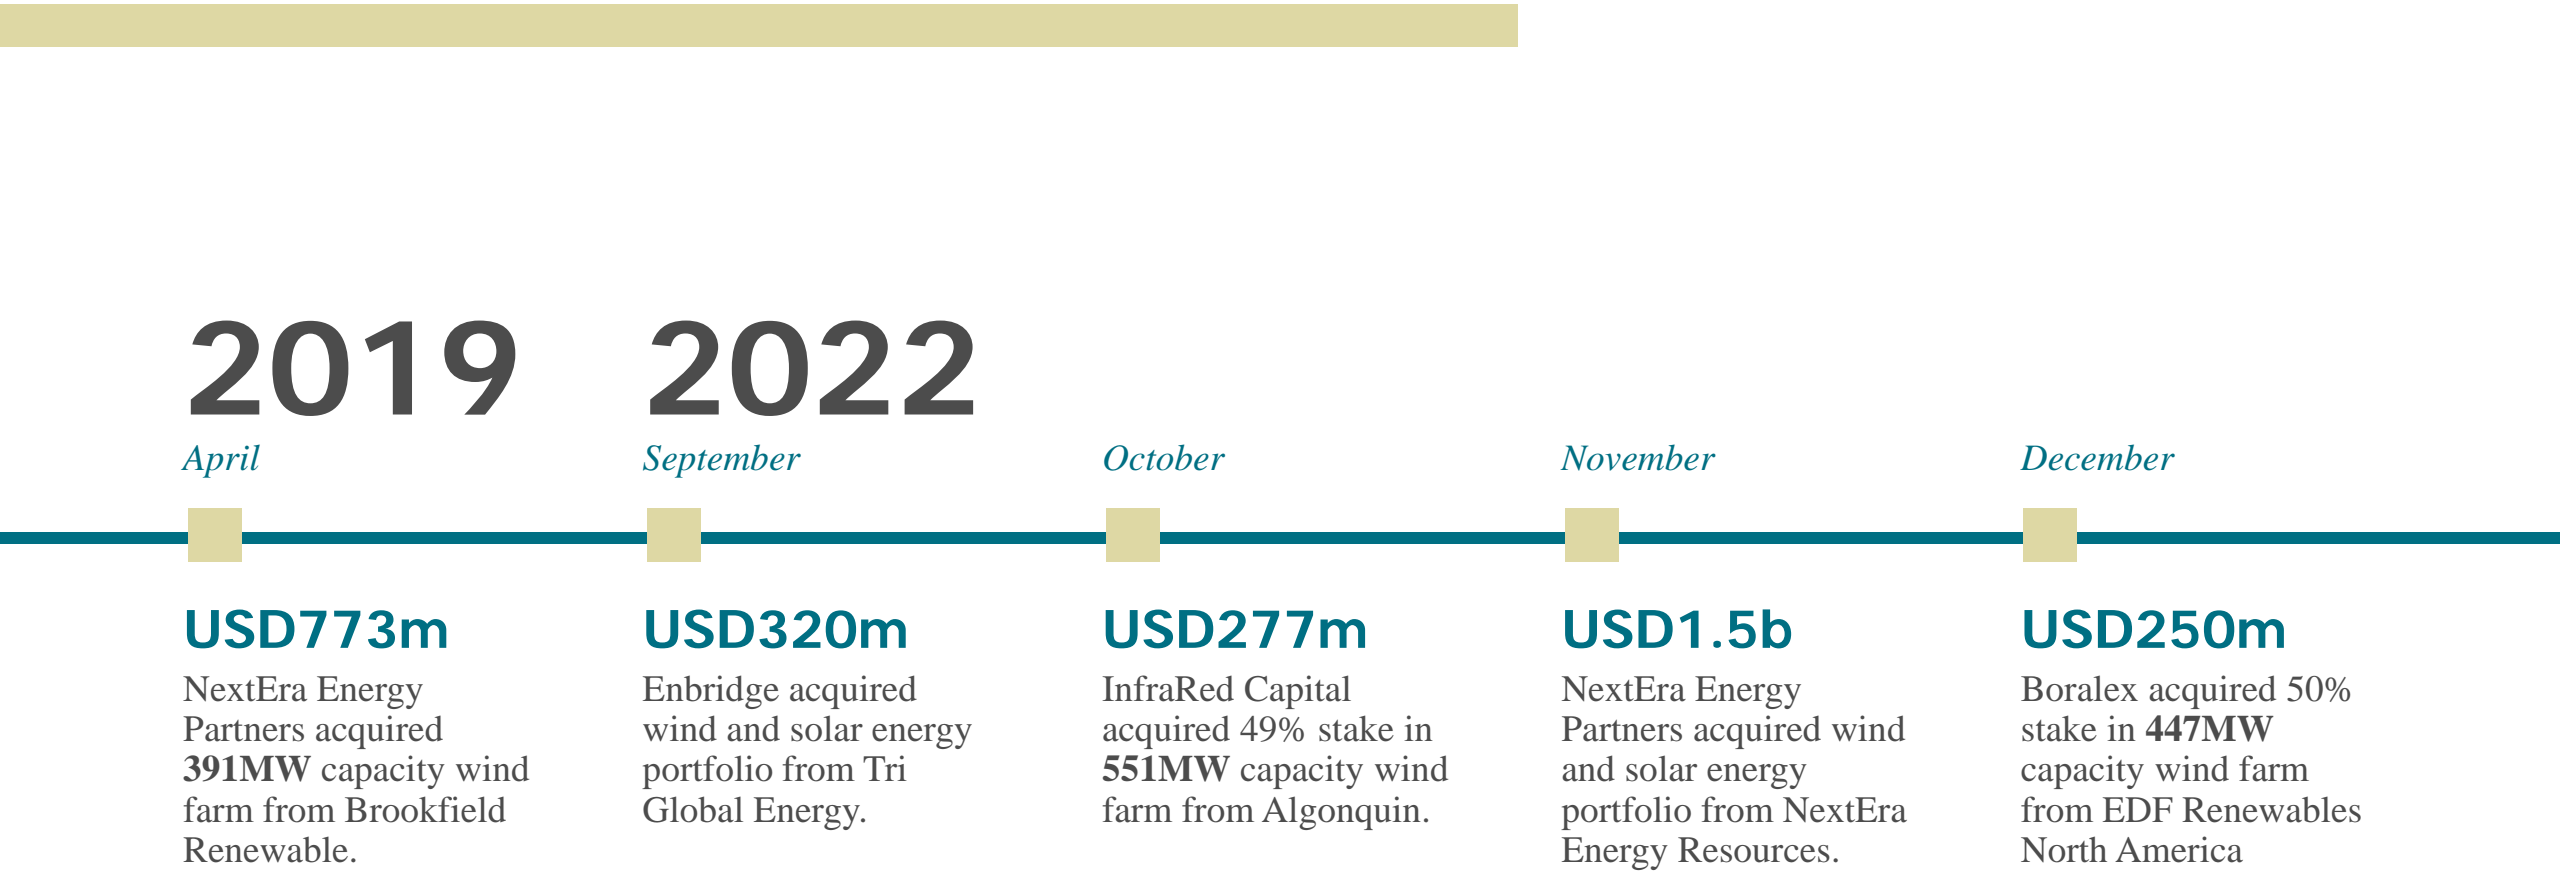 2019
April
USD773m
NextEra Energy
Partners acquired
391MW capacity wind
farm from Brookfield
Renewable.
2022
September
USD320m
Enbridge acquired
wind and solar energy
portfolio from Tri
Global Energy.
October
USD277m
InfraRed Capital
acquired 49% stake in
551MW capacity wind
farm from Algonquin.
November
USD1.5b
NextEra Energy
Partners acquired wind
and solar energy
portfolio from NextEra
Energy Resources.
December
USD250m
Boralex acquired 50%
stake in 447MW
capacity wind farm
from EDF Renewables
North America